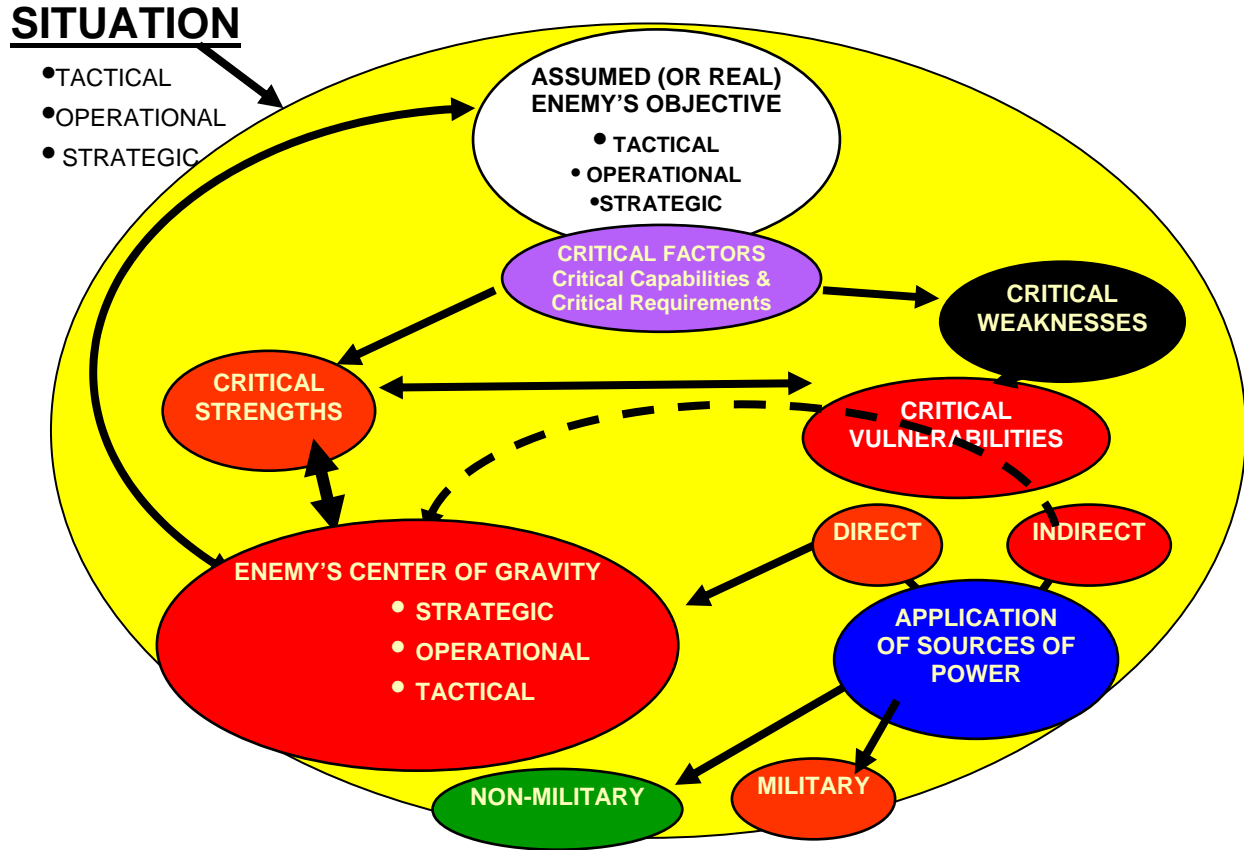 SITUATION
•TACTICAL
•OPERATIONAL
• STRATEGIC
ASSUMED (OR REAL)
ENEMY’S OBJECTIVE
• TACTICAL
• OPERATIONAL
•STRATEGIC
CRITICAL FACTORS
Critical Capabilities &
Critical Requirements
CRITICAL
WEAKNESSES
CRITICAL
STRENGTHS
CRITICAL
VULNERABILITIES
DIRECT
INDIRECT
ENEMY’S CENTER OF GRAVITY
• STRATEGIC
• OPERATIONAL
• TACTICAL
APPLICATION
OF SOURCES OF
POWER
NON-MILITARY
MILITARY